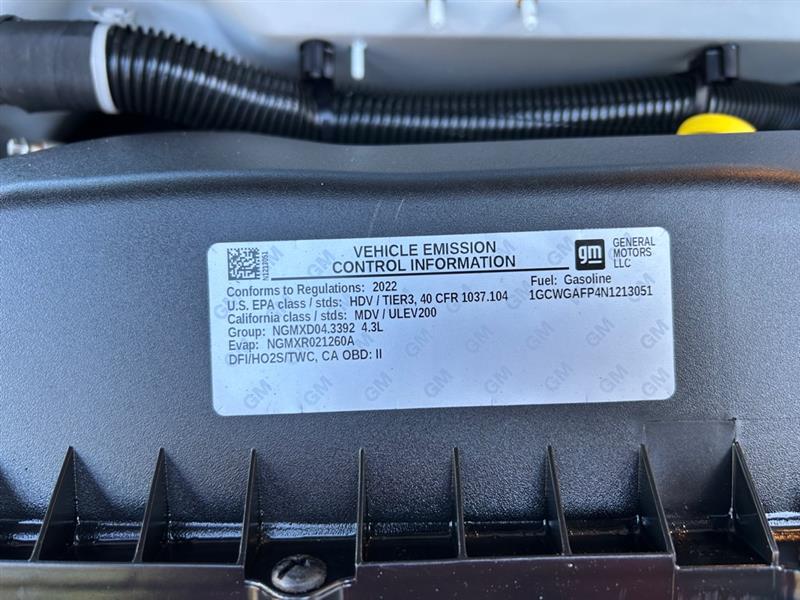 VEHICLE EMISSION
CONTROL INFORMATION
gm
GENERAL
MOTORS
LLC
Conforms to Regulations: 2022
Fuel: Gasoline
U.S. EPA class / stds: HDV / TIER3, 40 CFR 1037.104
1GCWGAFP4N1213051
California class / stds: MDV / ULEV200
Group: NGMXD04.3392 4.3L
Evap: NGMXR021260A
DFI/HO2S/TWC, CA OBD: II